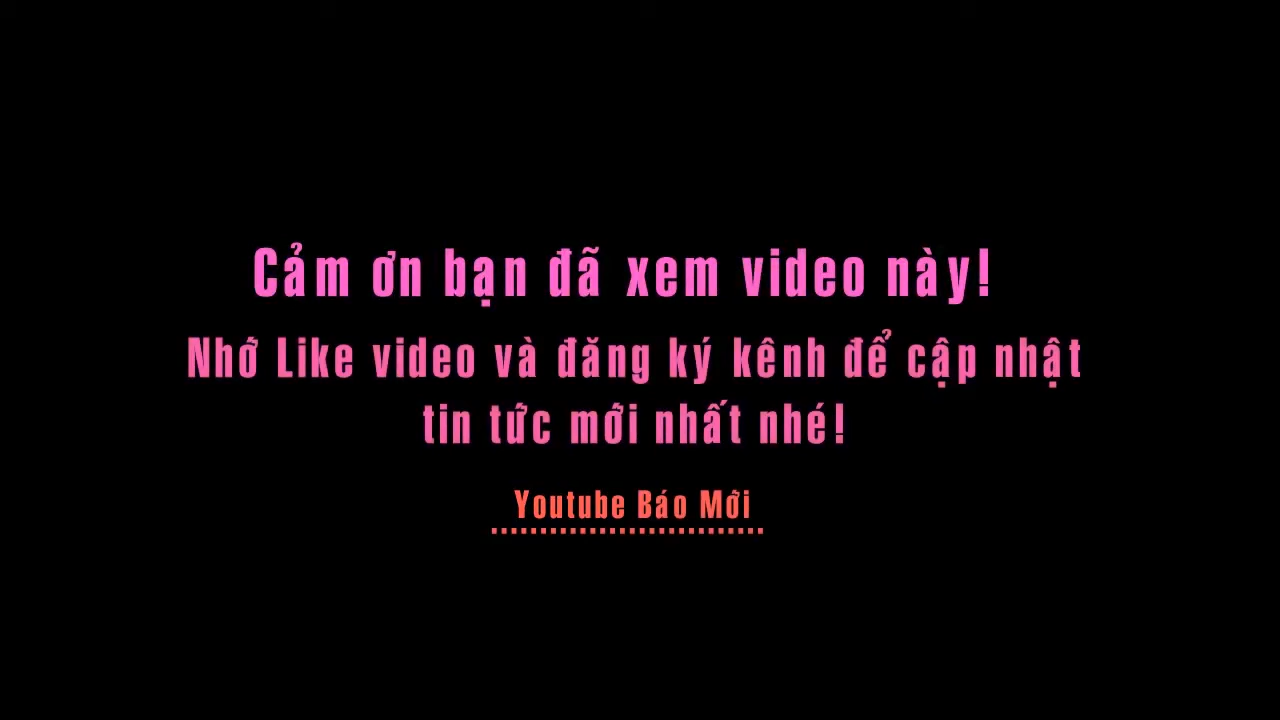 Cảm ơn bạn đã xem video này!
Nhớ Like video và đăng ký kênh để cập nhật
tin tức mới nhất nhé!
Youtube Báo Mới